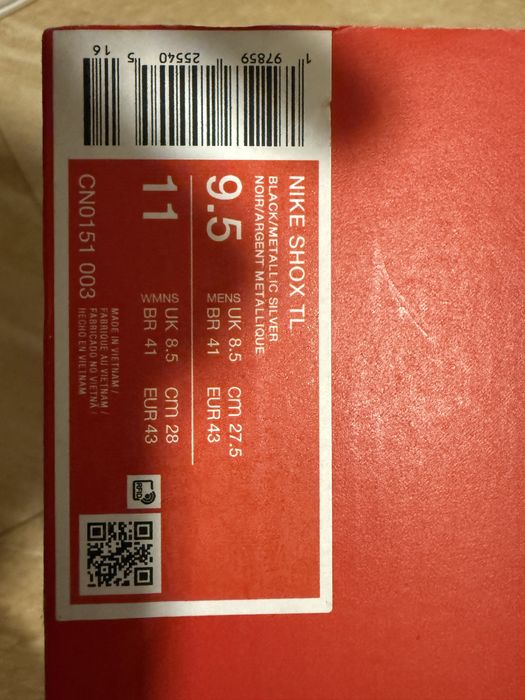 NIKE SHOX TL
BLACK/METALLIC SILVER
NOIR/ARGENT METALLIQUE
9.5
MENS
UK 8.5 cm 27.5
BR 41 EUR 43
11
WMNS
UK 8.5 cm 28
BR 41 EUR 43
CN0151 003
MADE IN VIETNAM /
FABRIQUE AU VIETNAM /
FABRICADO NO VIETNÃ /
HECHO EN VIETNAM
RFID
1 97859 25540 5 16